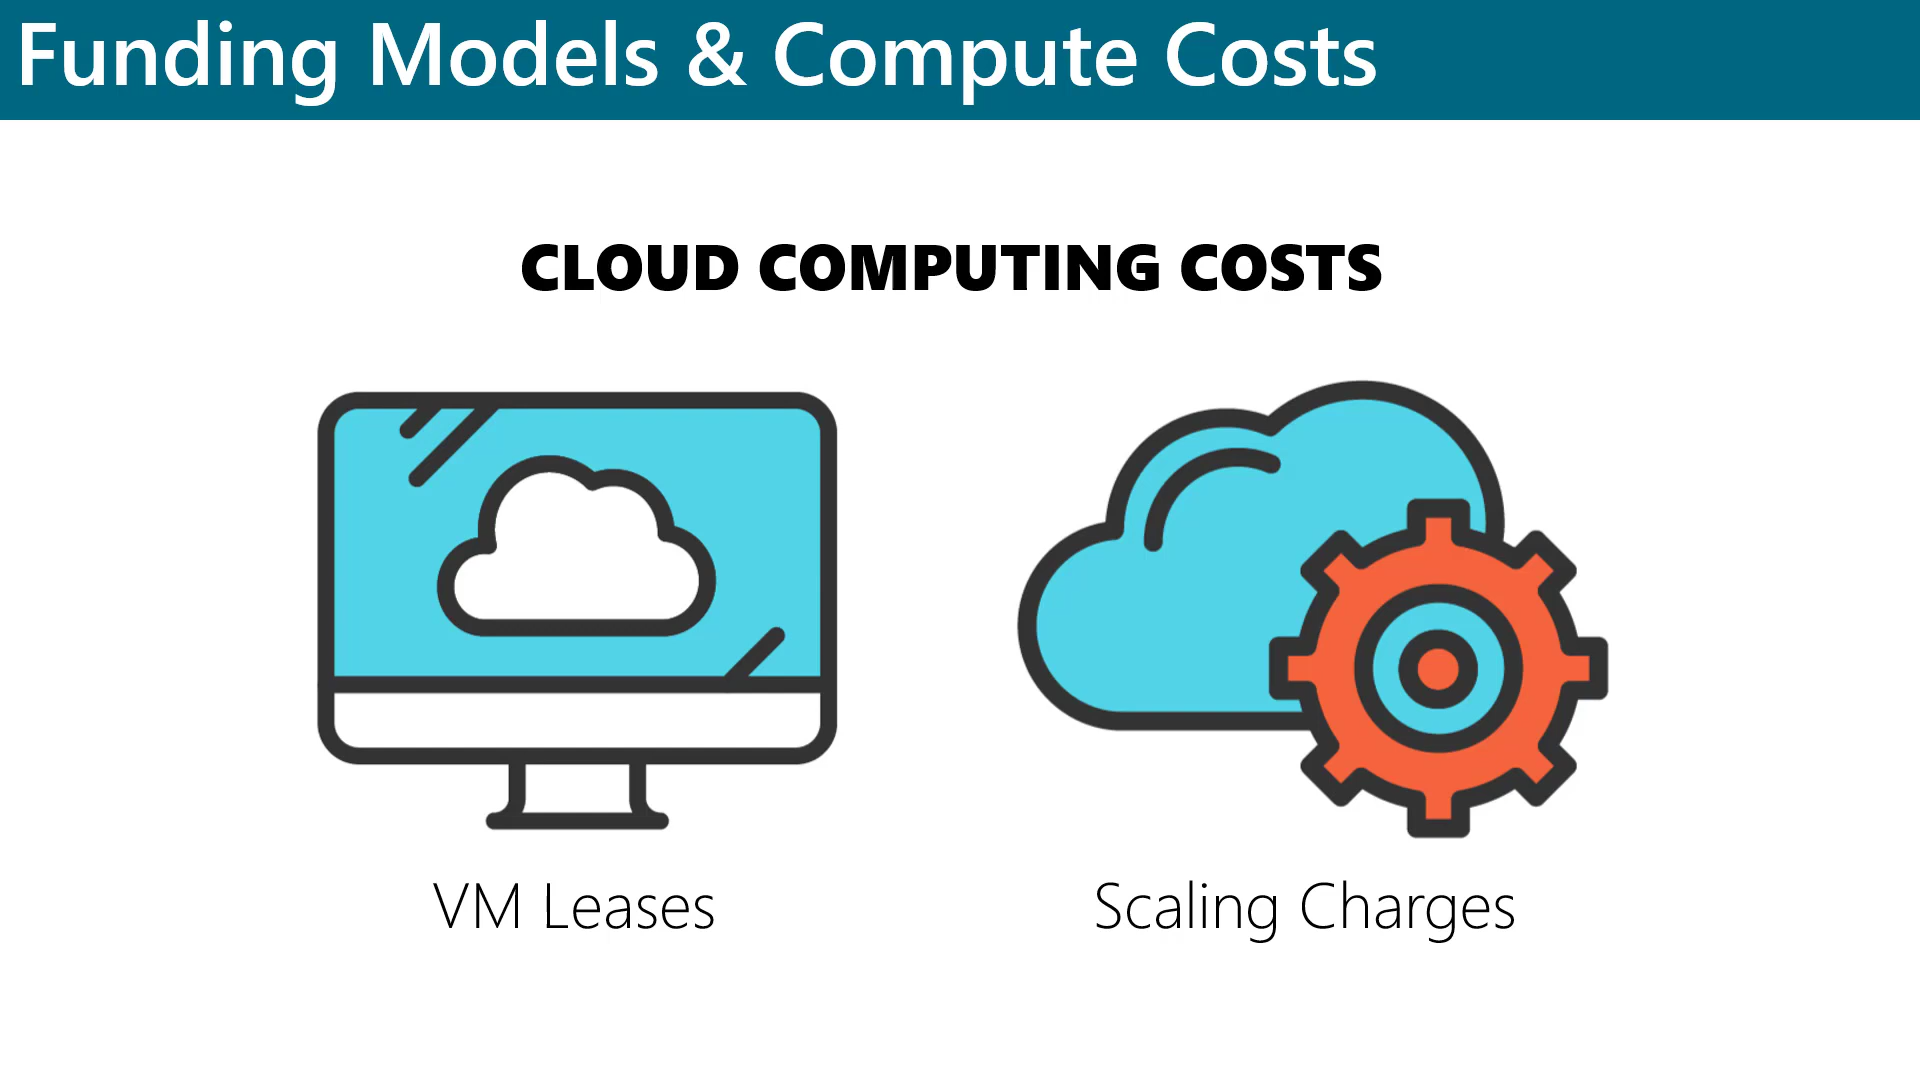 Funding Models & Compute Costs
CLOUD COMPUTING COSTS
VM Leases
Scaling Charges